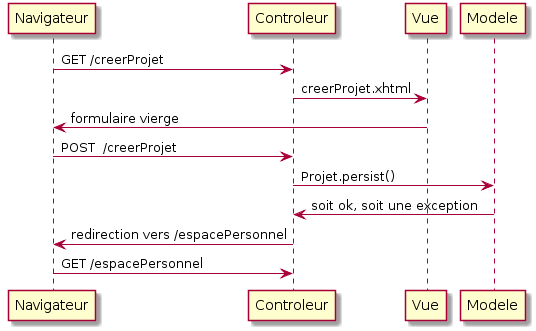 Navigateur Controleur Vue Modele
GET /creerProjet
creerProjet.xhtml
formulaire vierge
POST  /creerProjet
Projet.persist()
soit ok, soit une exception
redirection vers /espacePersonnel
GET /espacePersonnel
Navigateur Controleur Vue Modele